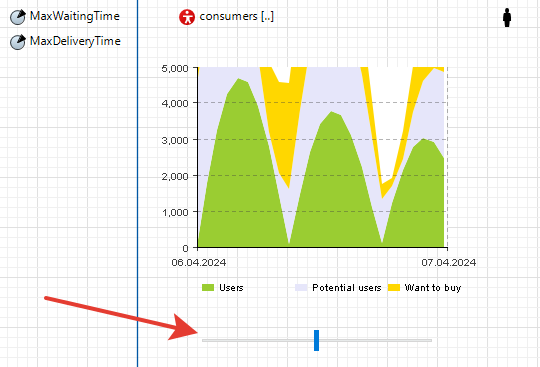 MaxWaitingTime
MaxDeliveryTime
consumers [..]
5,000
4,000
3,000
2,000
1,000
0
06.04.2024 07.04.2024
Users Potential users Want to buy